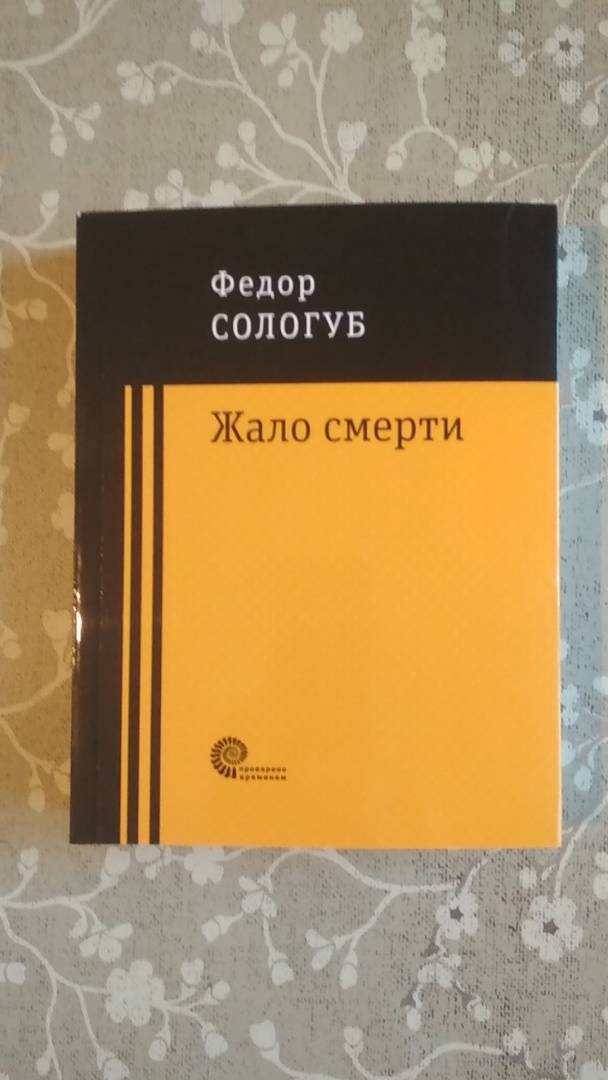 Федор
СОЛОГУБ
Жало смерти
проверено
временем